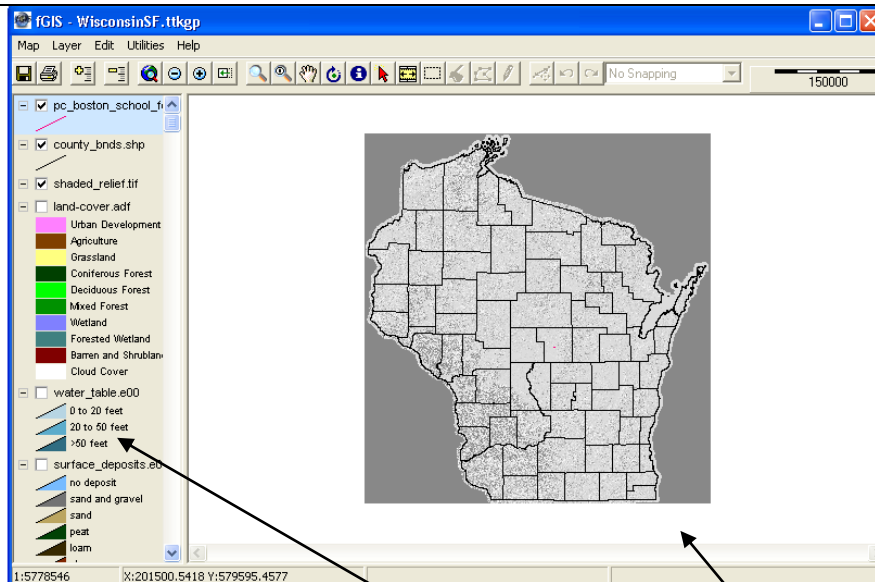 fGIS - WisconsinSF.ttkgp
Map Layer Edit Utilities Help
No Snapping
150000
pc_boston_school_f
county_bnds.shp
shaded_relief.tif
land-cover.adf
Urban Development
Agriculture
Grassland
Coniferous Forest
Deciduous Forest
Mixed Forest
Wetland
Forested Wetland
Barren and Shrublan
Cloud Cover
water_table.e00
0 to 20 feet
20 to 50 feet
>50 feet
surface_deposits.e0
no deposit
sand and gravel
sand
peat
loam
1:5778546 X:201500.5418 Y:579595.4577